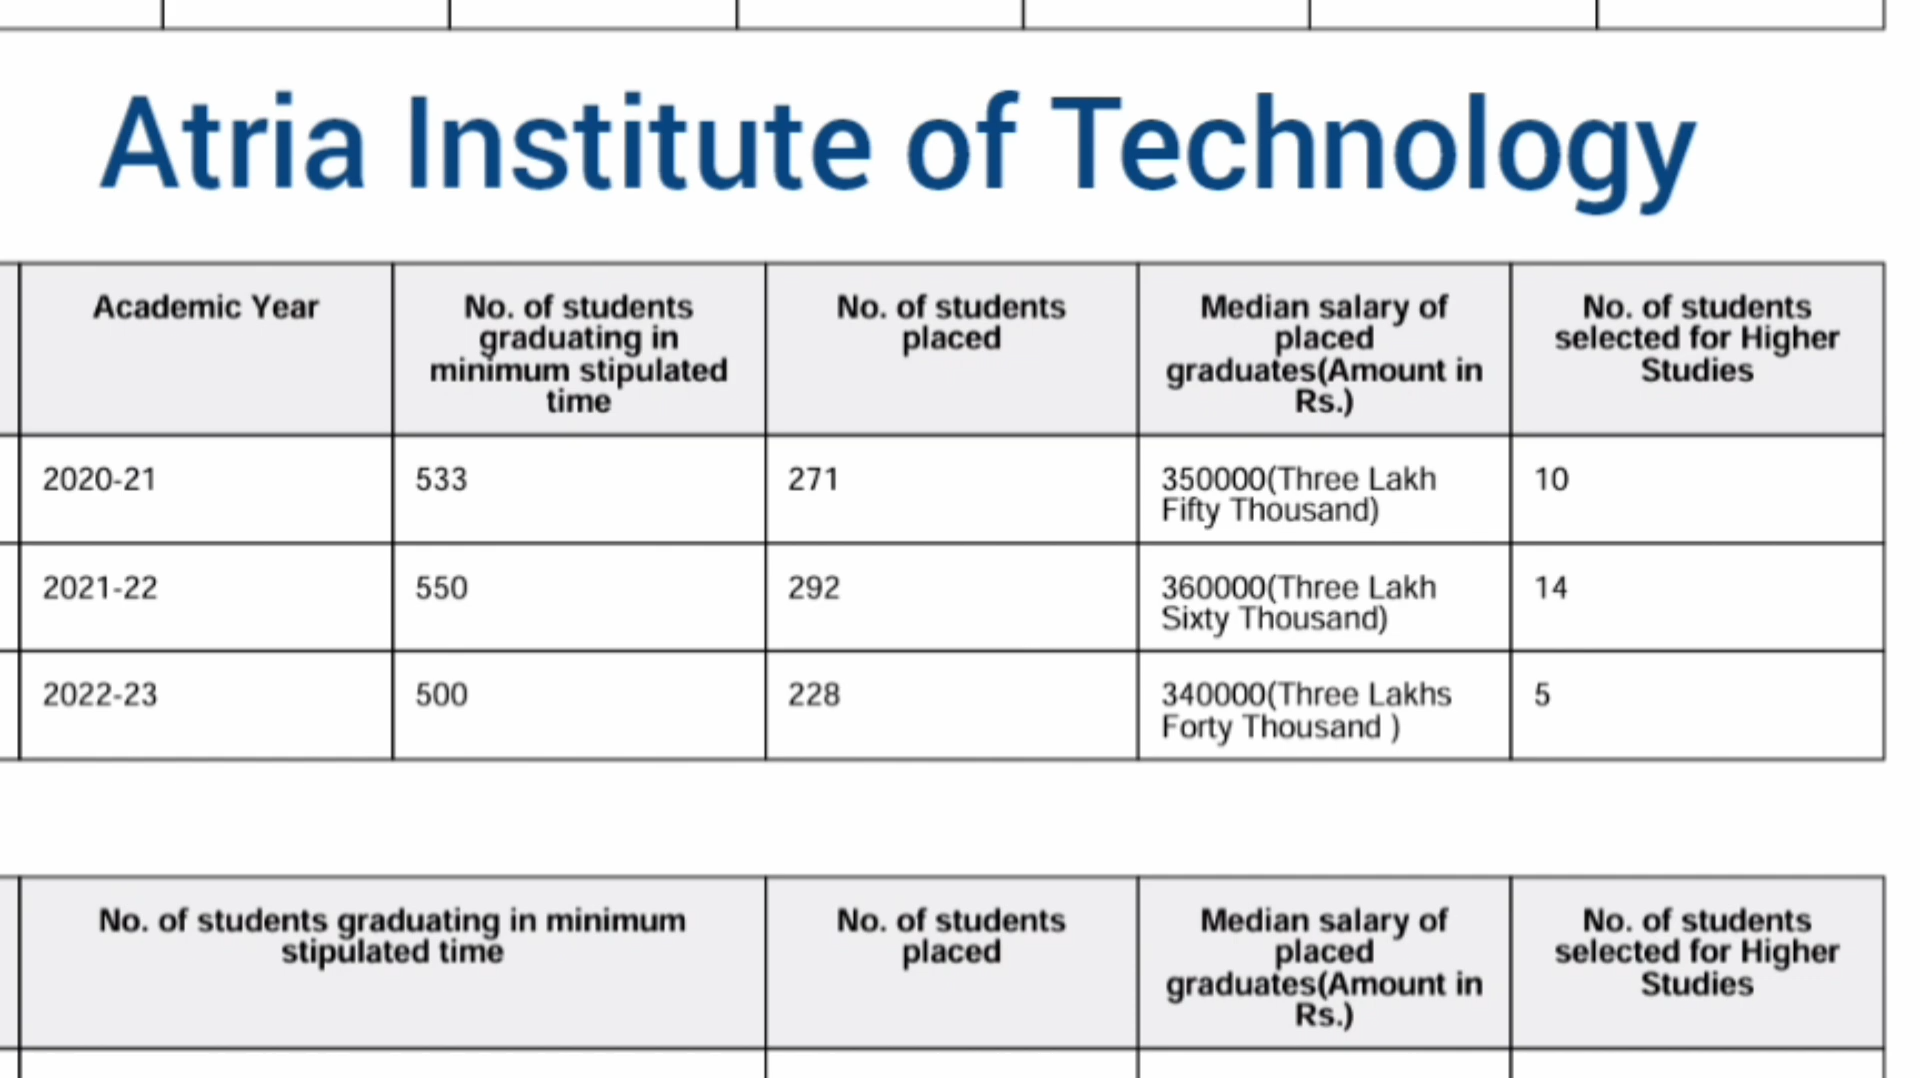 Atria Institute of Technology
Academic Year
No. of students
graduating in
minimum stipulated
time
No. of students
placed
Median salary of
placed
graduates(Amount in
Rs.)
No. of students
selected for Higher
Studies
2020-21
533
271
350000(Three Lakh
Fifty Thousand)
10
2021-22
550
292
360000(Three Lakh
Sixty Thousand)
14
2022-23
500
228
340000(Three Lakhs
Forty Thousand )
5
No. of students graduating in minimum
stipulated time
No. of students
placed
Median salary of
placed
graduates(Amount in
Rs.)
No. of students
selected for Higher
Studies